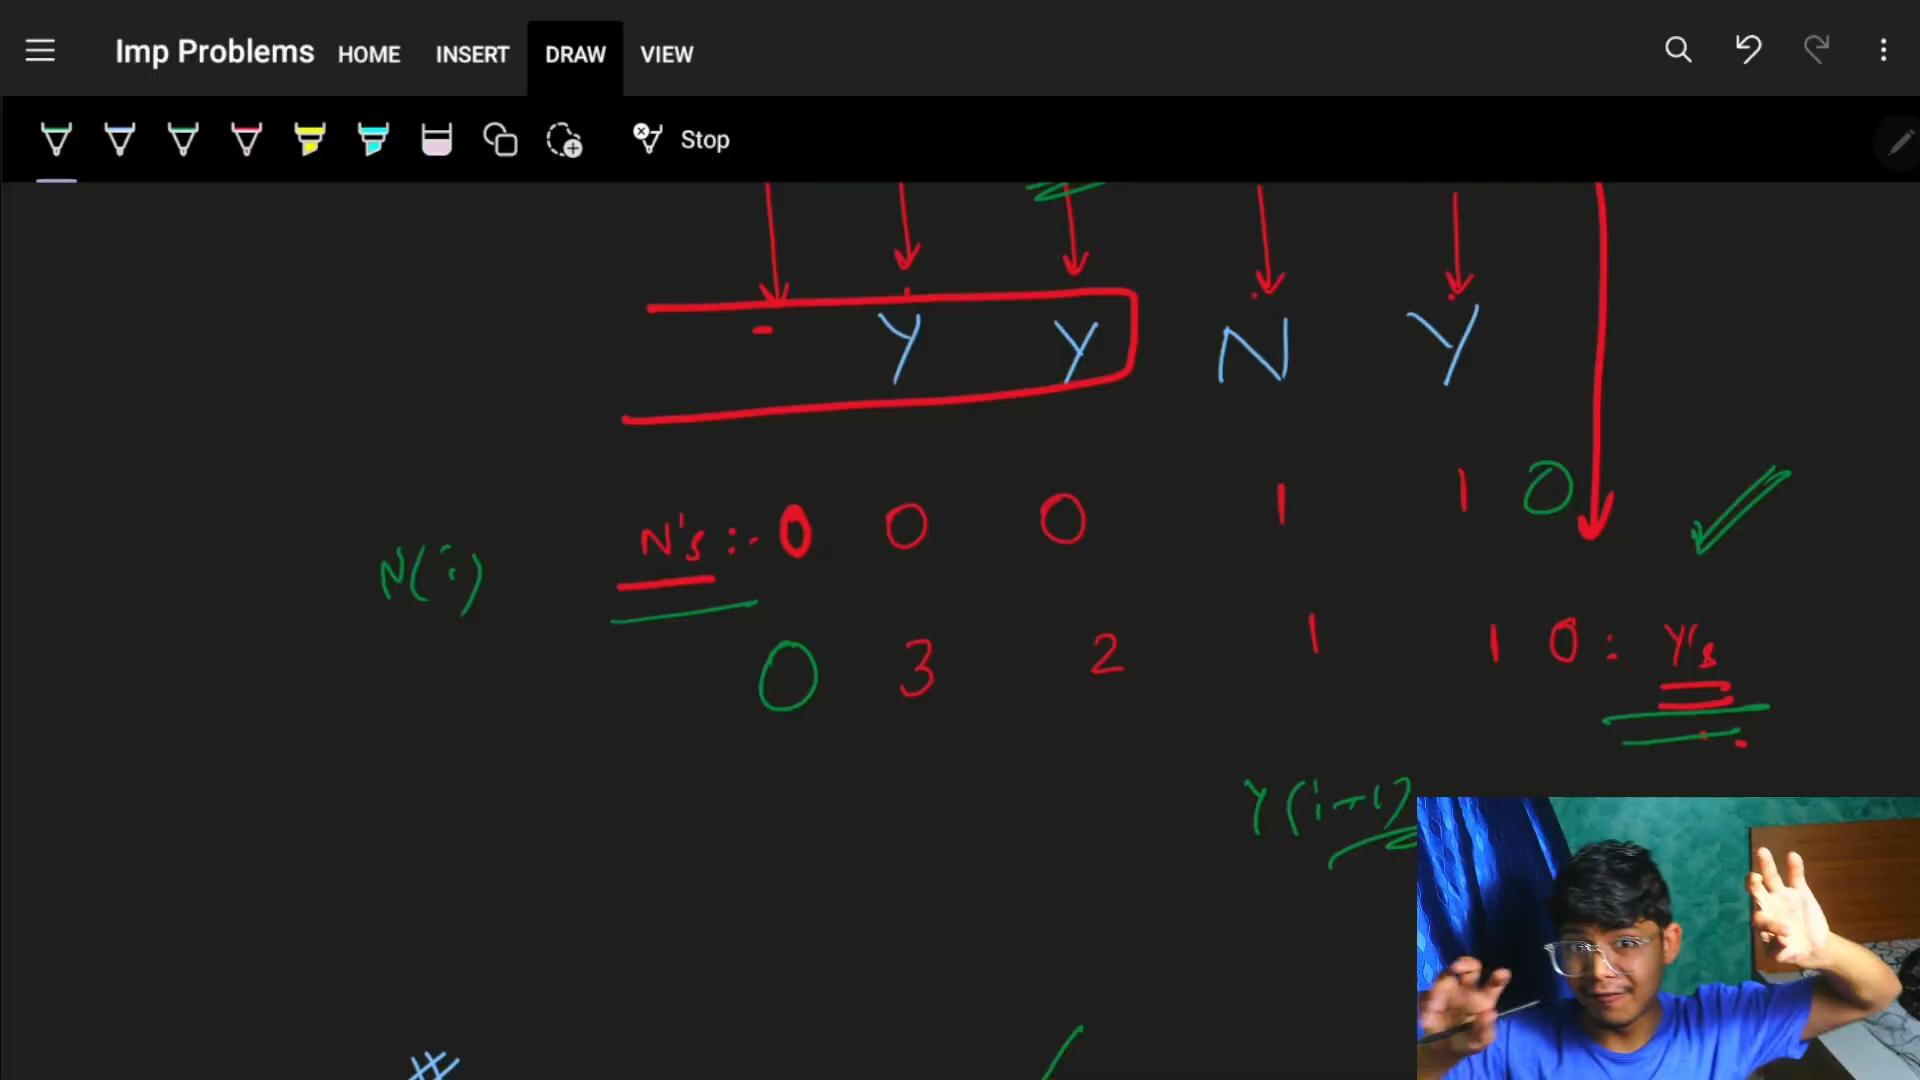 Imp Problems HOME INSERT DRAW VIEW
Stop
- Y Y N Y
N's :- 0 0 0 1 1 0
N(i)
0 3 2 1 1 0 : Y's
Y(i+1)
#